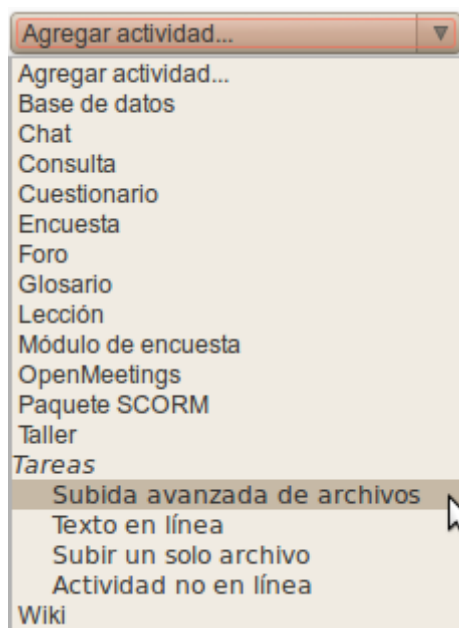 Agregar actividad...
Agregar actividad...
Base de datos
Chat
Consulta
Cuestionario
Encuesta
Foro
Glosario
Lección
Módulo de encuesta
OpenMeetings
Paquete SCORM
Taller
Tareas
Subida avanzada de archivos
Texto en línea
Subir un solo archivo
Actividad no en línea
Wiki